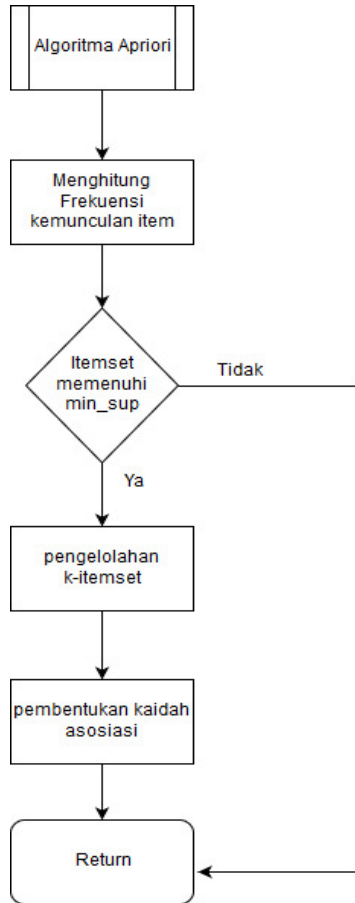 Algoritma Apriori
Menghitung
Frekuensi
kemunculan item
Itemset
memenuhi
min_sup
Tidak
Ya
pengelolahan
k-itemset
pembentukan kaidah
asosiasi
Return